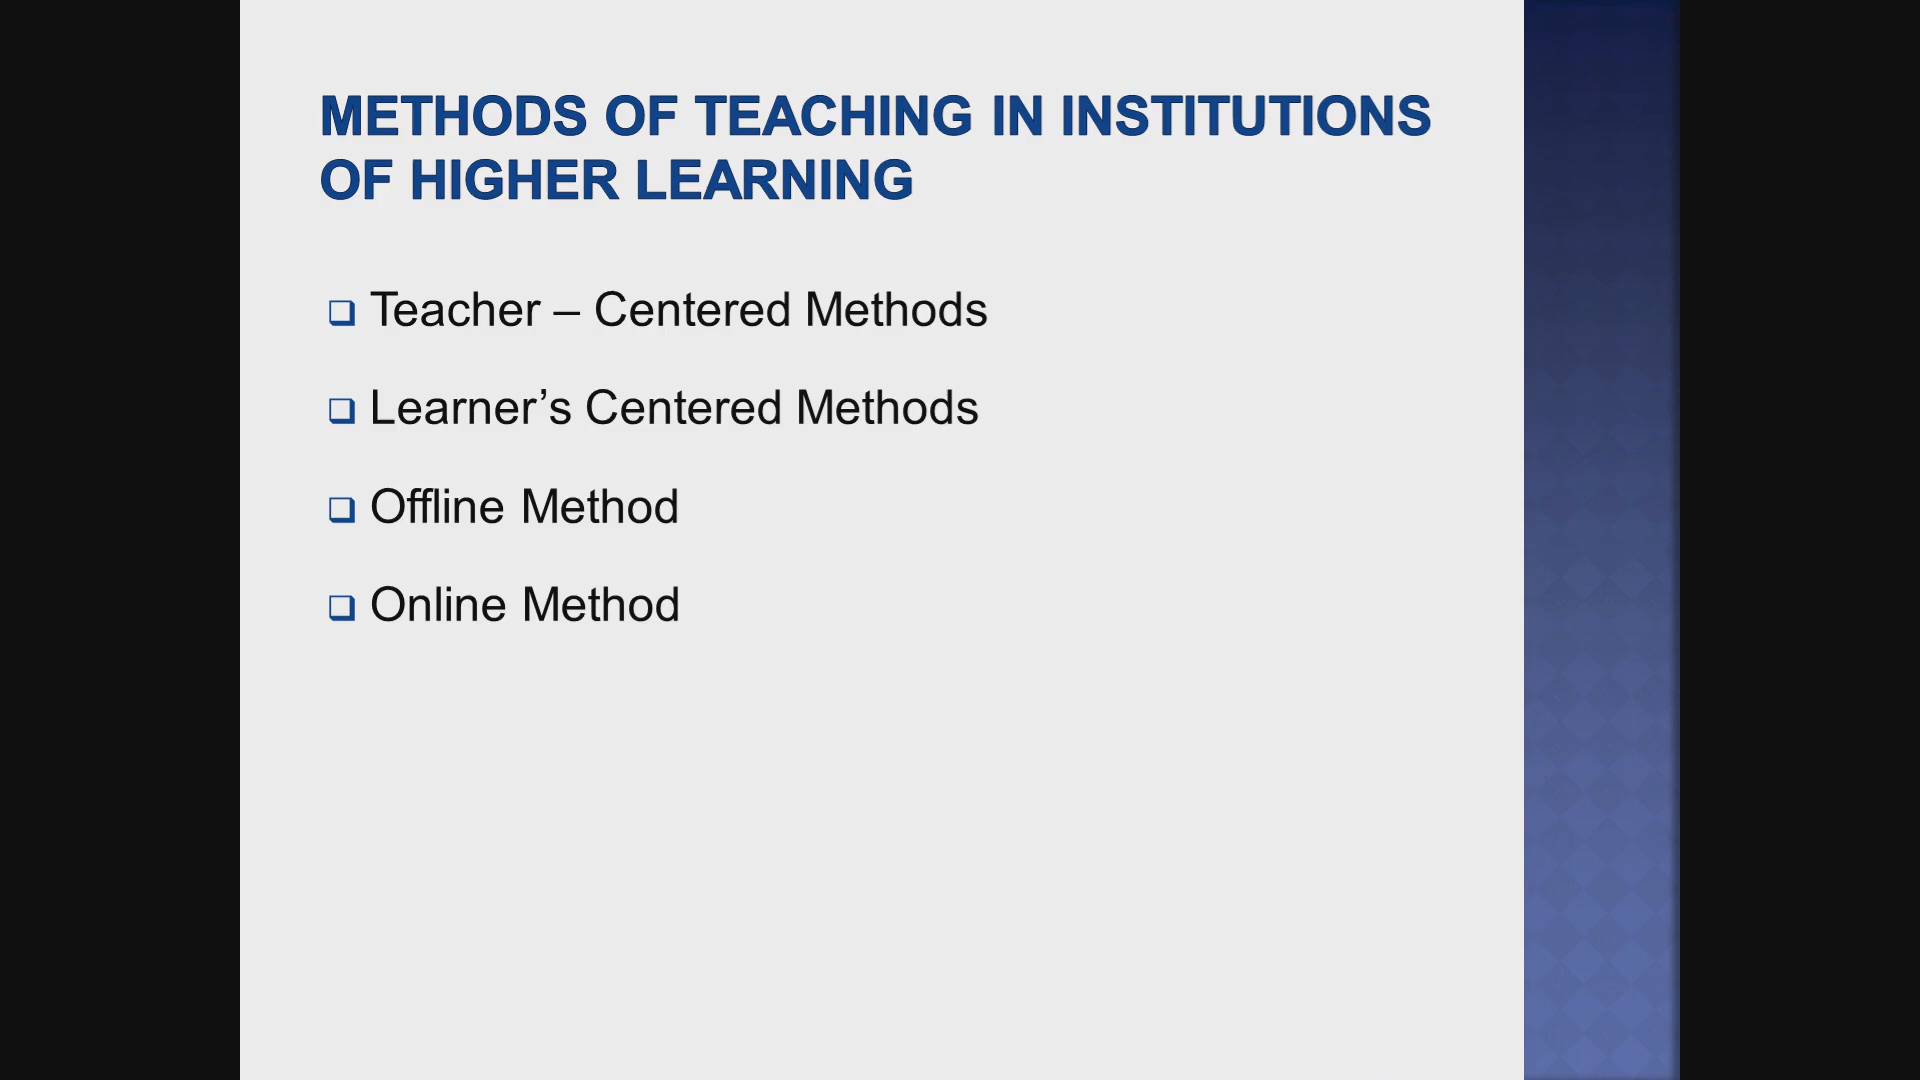 METHODS OF TEACHING IN INSTITUTIONS
OF HIGHER LEARNING
Teacher – Centered Methods
Learner’s Centered Methods
Offline Method
Online Method